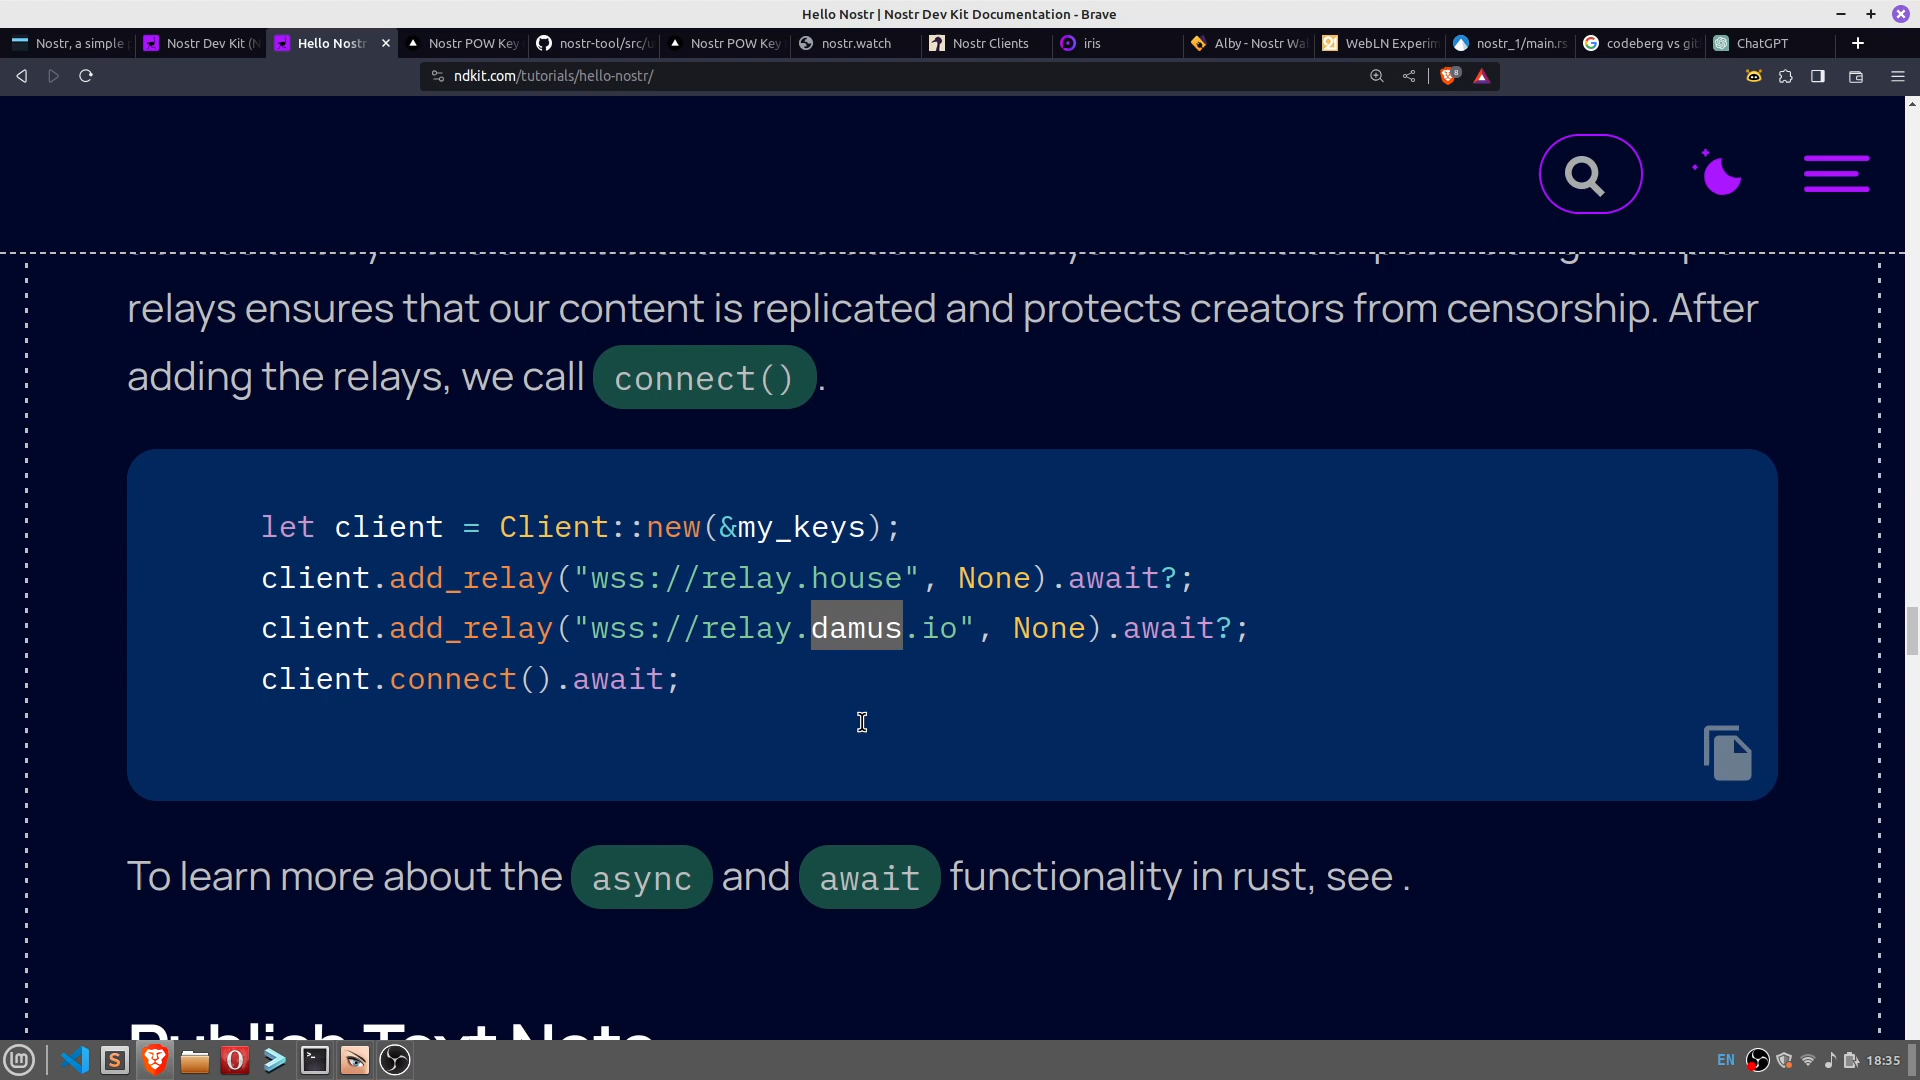 Hello Nostr | Nostr Dev Kit Documentation - Brave
Nostr, a simple p
Nostr Dev Kit (N
Hello Nostr
Nostr POW Key
nostr-tool/src/u
Nostr POW Key
nostr.watch
Nostr Clients
iris
Alby - Nostr Wal
WebLN Experim
nostr_1/main.rs
codeberg vs git
ChatGPT
ndkit.com/tutorials/hello-nostr/
8
relays ensures that our content is replicated and protects creators from censorship. After
adding the relays, we call connect() .
let client = Client::new(&my_keys);
client.add_relay("wss://relay.house", None).await?;
client.add_relay("wss://relay.damus.io", None).await?;
client.connect().await;
To learn more about the async and await functionality in rust, see .
Publish Text Note
EN
18:35